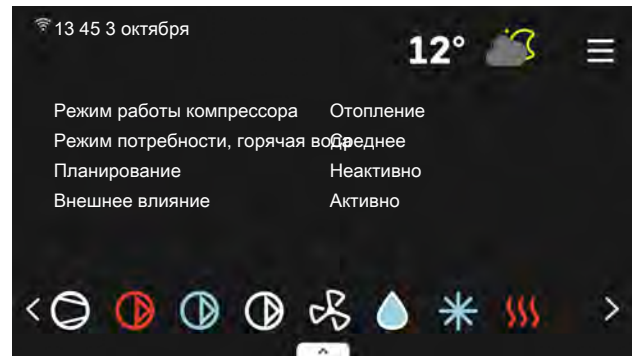 13 45 3 октября
12°
Режим работы компрессора Отопление
Режим потребности, горячая вода Среднее
Планирование Неактивно
Внешнее влияние Активно